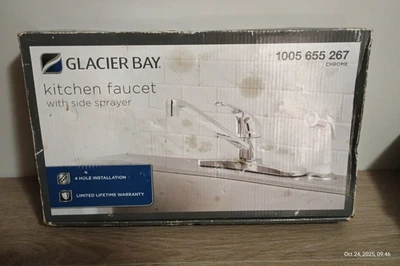 GLACIER BAY
1005 655 267
CHROME
kitchen faucet
with side sprayer
4 HOLE INSTALLATION
LIMITED LIFETIME WARRANTY
Oct 24, 2025, 09:46